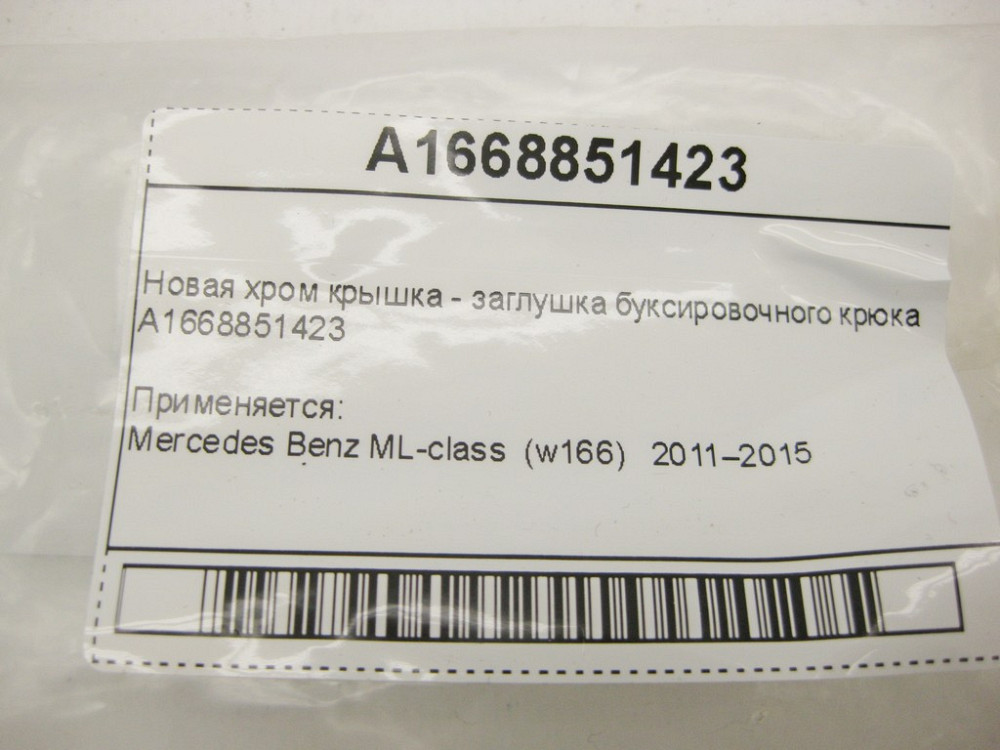 A1668851423
Новая хром крышка - заглушка буксировочного крюка
A1668851423
Применяется:
Mercedes Benz ML-class (w166) 2011–2015